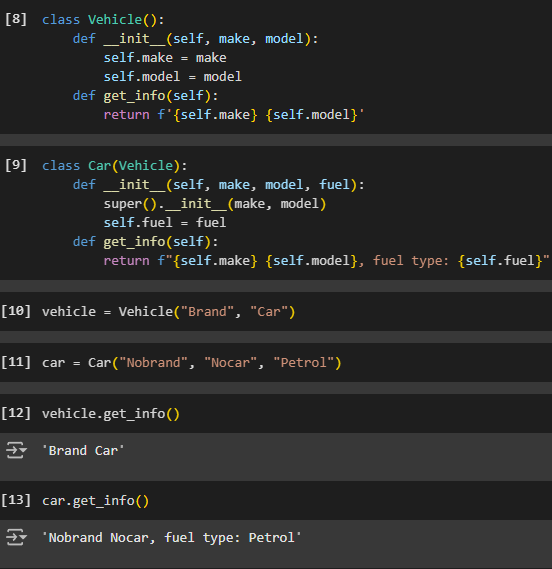 [8] class Vehicle():
        def __init__(self, make, model):
            self.make = make
            self.model = model
        def get_info(self):
            return f'{self.make} {self.model}'
[9] class Car(Vehicle):
        def __init__(self, make, model, fuel):
            super().__init__(make, model)
            self.fuel = fuel
        def get_info(self):
            return f"{self.make} {self.model}, fuel type: {self.fuel}"
[10] vehicle = Vehicle("Brand", "Car")
[11] car = Car("Nobrand", "Nocar", "Petrol")
[12] vehicle.get_info()
'Brand Car'
[13] car.get_info()
'Nobrand Nocar, fuel type: Petrol'